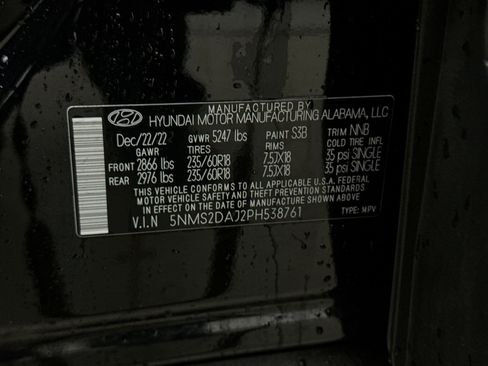 MANUFACTURED BY
HYUNDAI MOTOR MANUFACTURING ALABAMA, LLC
Dec/22/22 GVWR 5247 lbs PAINT S3B TRIM NNB
GAWR TIRES RIMS COLD TIRE INFL
FRONT 2866 lbs 235/60R18 7.5JX18 35 psi SINGLE
REAR 2976 lbs 235/60R18 7.5JX18 35 psi SINGLE
THIS VEHICLE CONFORMS TO ALL APPLICABLE U.S.A. FEDERAL
MOTOR VEHICLE SAFETY AND THEFT PREVENTION STANDARDS
IN EFFECT ON THE DATE OF MANUFACTURE SHOWN ABOVE
V.I.N 5NMS2DAJ2PH538761 TYPE: MPV